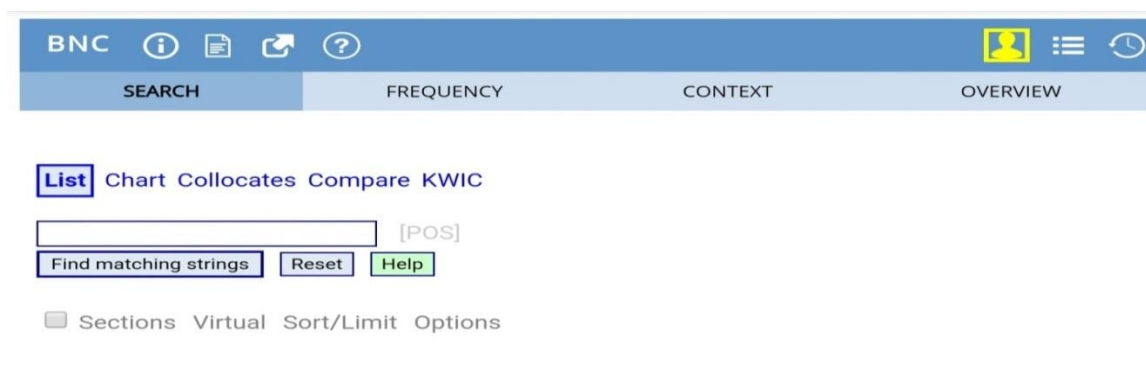 BNC
SEARCH FREQUENCY CONTEXT OVERVIEW
List Chart Collocates Compare KWIC
[POS]
Find matching strings Reset Help
Sections Virtual Sort/Limit Options